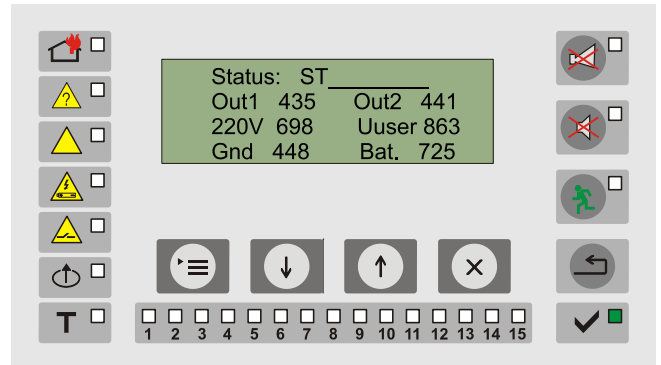 Status: ST_________
Out1 435 Out2 441
220V 698 Uuser 863
Gnd 448 Bat. 725
?
T
1 2 3 4 5 6 7 8 9 10 11 12 13 14 15